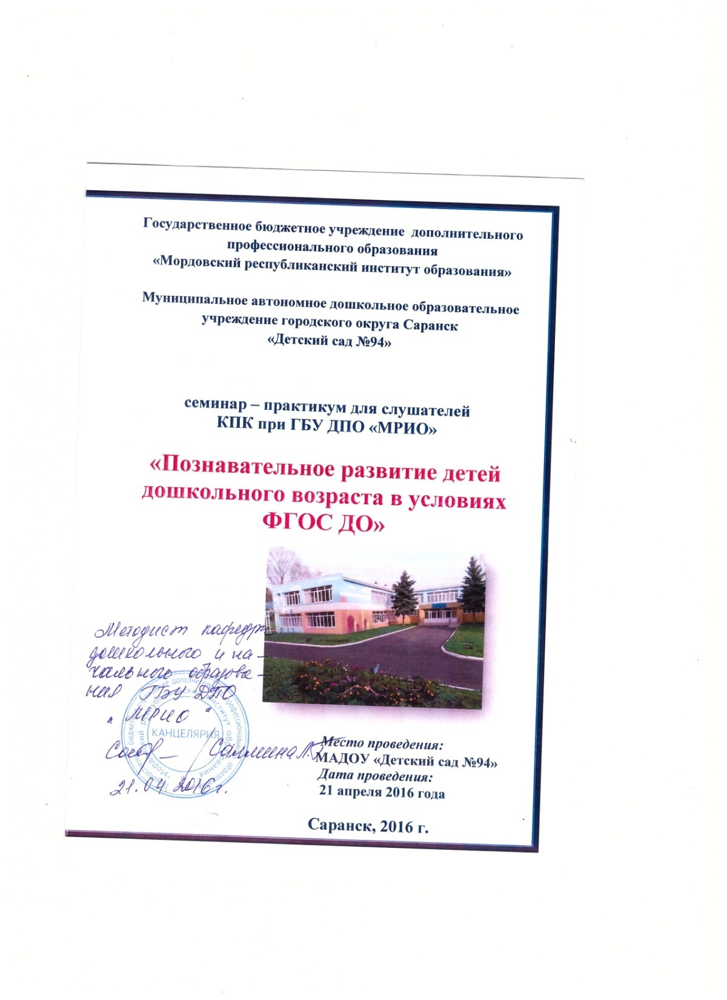 Государственное бюджетное учреждение дополнительного
профессионального образования
«Мордовский республиканский институт образования»
Муниципальное автономное дошкольное образовательное
учреждение городского округа Саранск
«Детский сад №94»
семинар – практикум для слушателей
КПК при ГБУ ДПО «МРИО»
«Познавательное развитие детей
дошкольного возраста в условиях
ФГОС ДО»
Методист кафедры
дошкольного и на-
чального образова-
ния ГБУ ДПО
"МРИО"
КАНЦЕЛЯРИЯ
21.04.2016г.
Место проведения:
МАДОУ «Детский сад №94»
Дата проведения:
21 апреля 2016 года
Саранск, 2016 г.